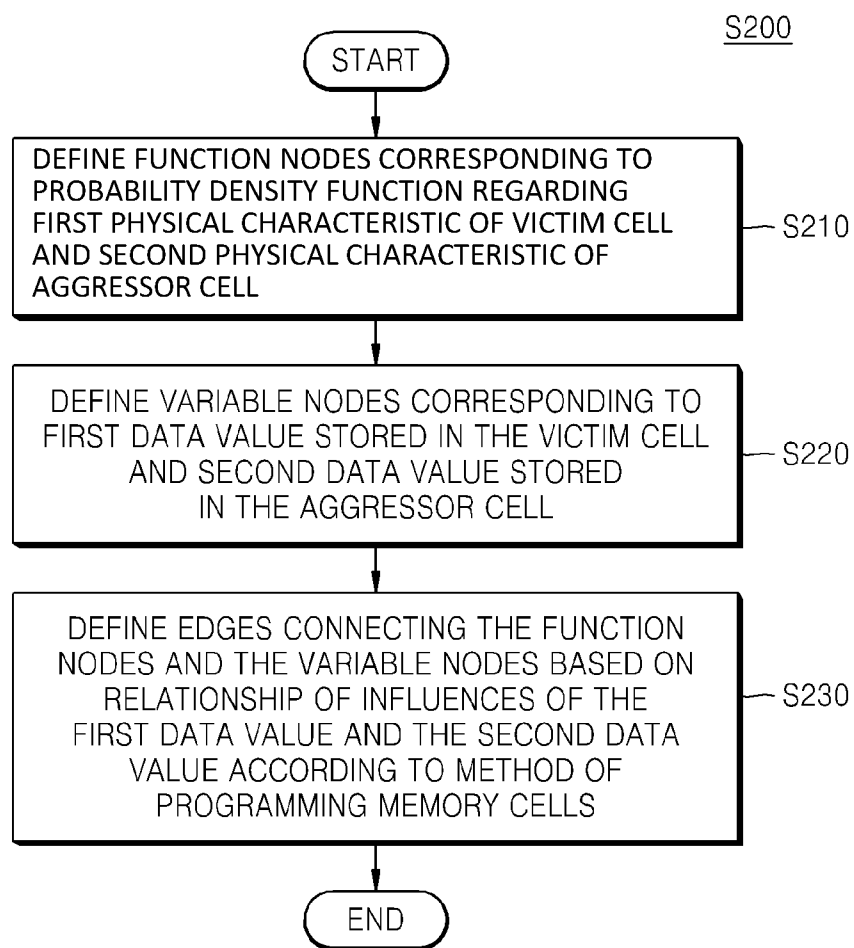 S200
START
DEFINE FUNCTION NODES CORRESPONDING TO
PROBABILITY DENSITY FUNCTION REGARDING
FIRST PHYSICAL CHARACTERISTIC OF VICTIM CELL
AND SECOND PHYSICAL CHARACTERISTIC OF
AGGRESSOR CELL
S210
DEFINE VARIABLE NODES CORRESPONDING TO
FIRST DATA VALUE STORED IN THE VICTIM CELL
AND SECOND DATA VALUE STORED
IN THE AGGRESSOR CELL
S220
DEFINE EDGES CONNECTING THE FUNCTION
NODES AND THE VARIABLE NODES BASED ON
RELATIONSHIP OF INFLUENCES OF THE
FIRST DATA VALUE AND THE SECOND DATA
VALUE ACCORDING TO METHOD OF
PROGRAMMING MEMORY CELLS
S230
END